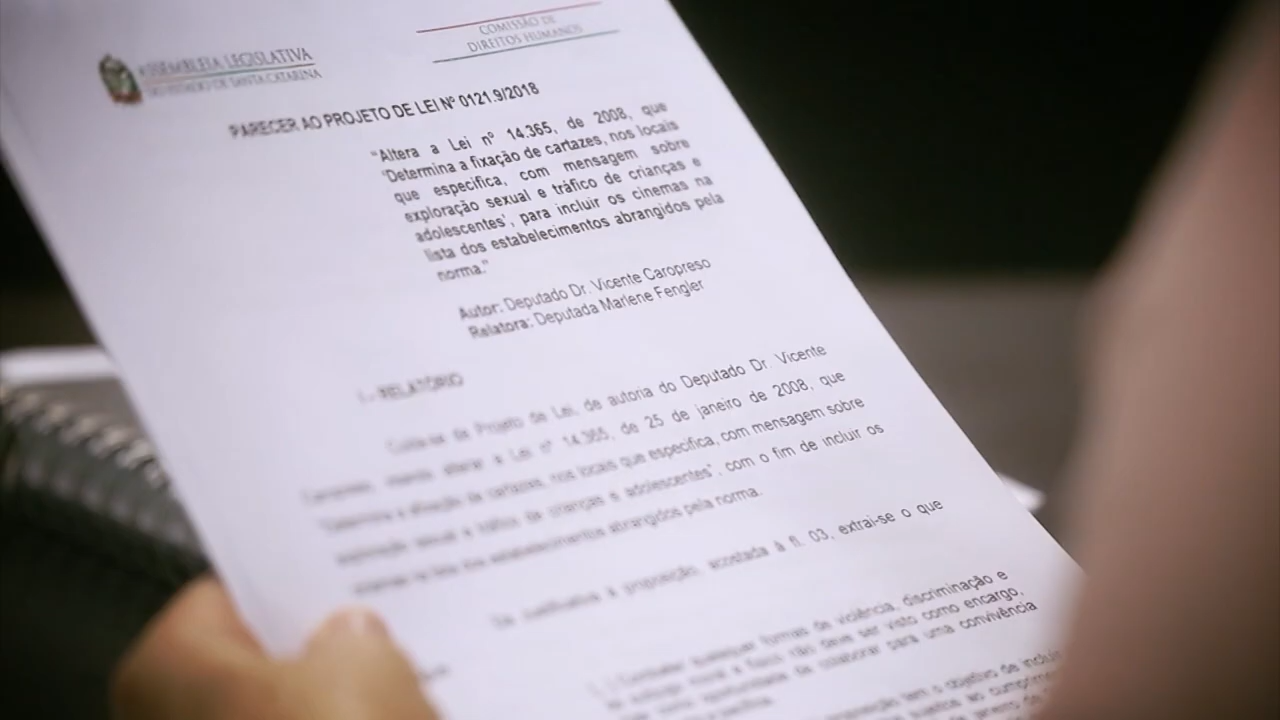 ASSEMBLEIA LEGISLATIVA
DO ESTADO DE SANTA CATARINA
COMISSÃO DE
DIREITOS HUMANOS
PARECER AO PROJETO DE LEI Nº 0121.9/2018
"Altera a Lei nº 14.365, de 2008, que
'Determina a fixação de cartazes, nos locais
que especifica, com mensagem sobre
exploração sexual e tráfico de crianças e
adolescentes', para incluir os cinemas na
lista dos estabelecimentos abrangidos pela
norma."
Autor: Deputado Dr. Vicente Caropreso
Relatora: Deputada Marlene Fengler
I - RELATÓRIO
Cuida-se de Projeto de Lei, de autoria do Deputado Dr. Vicente
alterar a Lei nº 14.365, de 25 de janeiro de 2008, que
de cartazes, nos locais que especifica, com mensagem sobre
exploração sexual e tráfico de crianças e adolescentes", com o fim de incluir os
cinemas na lista dos estabelecimentos abrangidos pela norma.
Da justificativa à proposição, acostada à fl. 03, extrai-se o que
formas de violência, discriminação e
não deve ser visto como encargo,
oportunidade de colaborar para uma convivência
tem o objetivo de